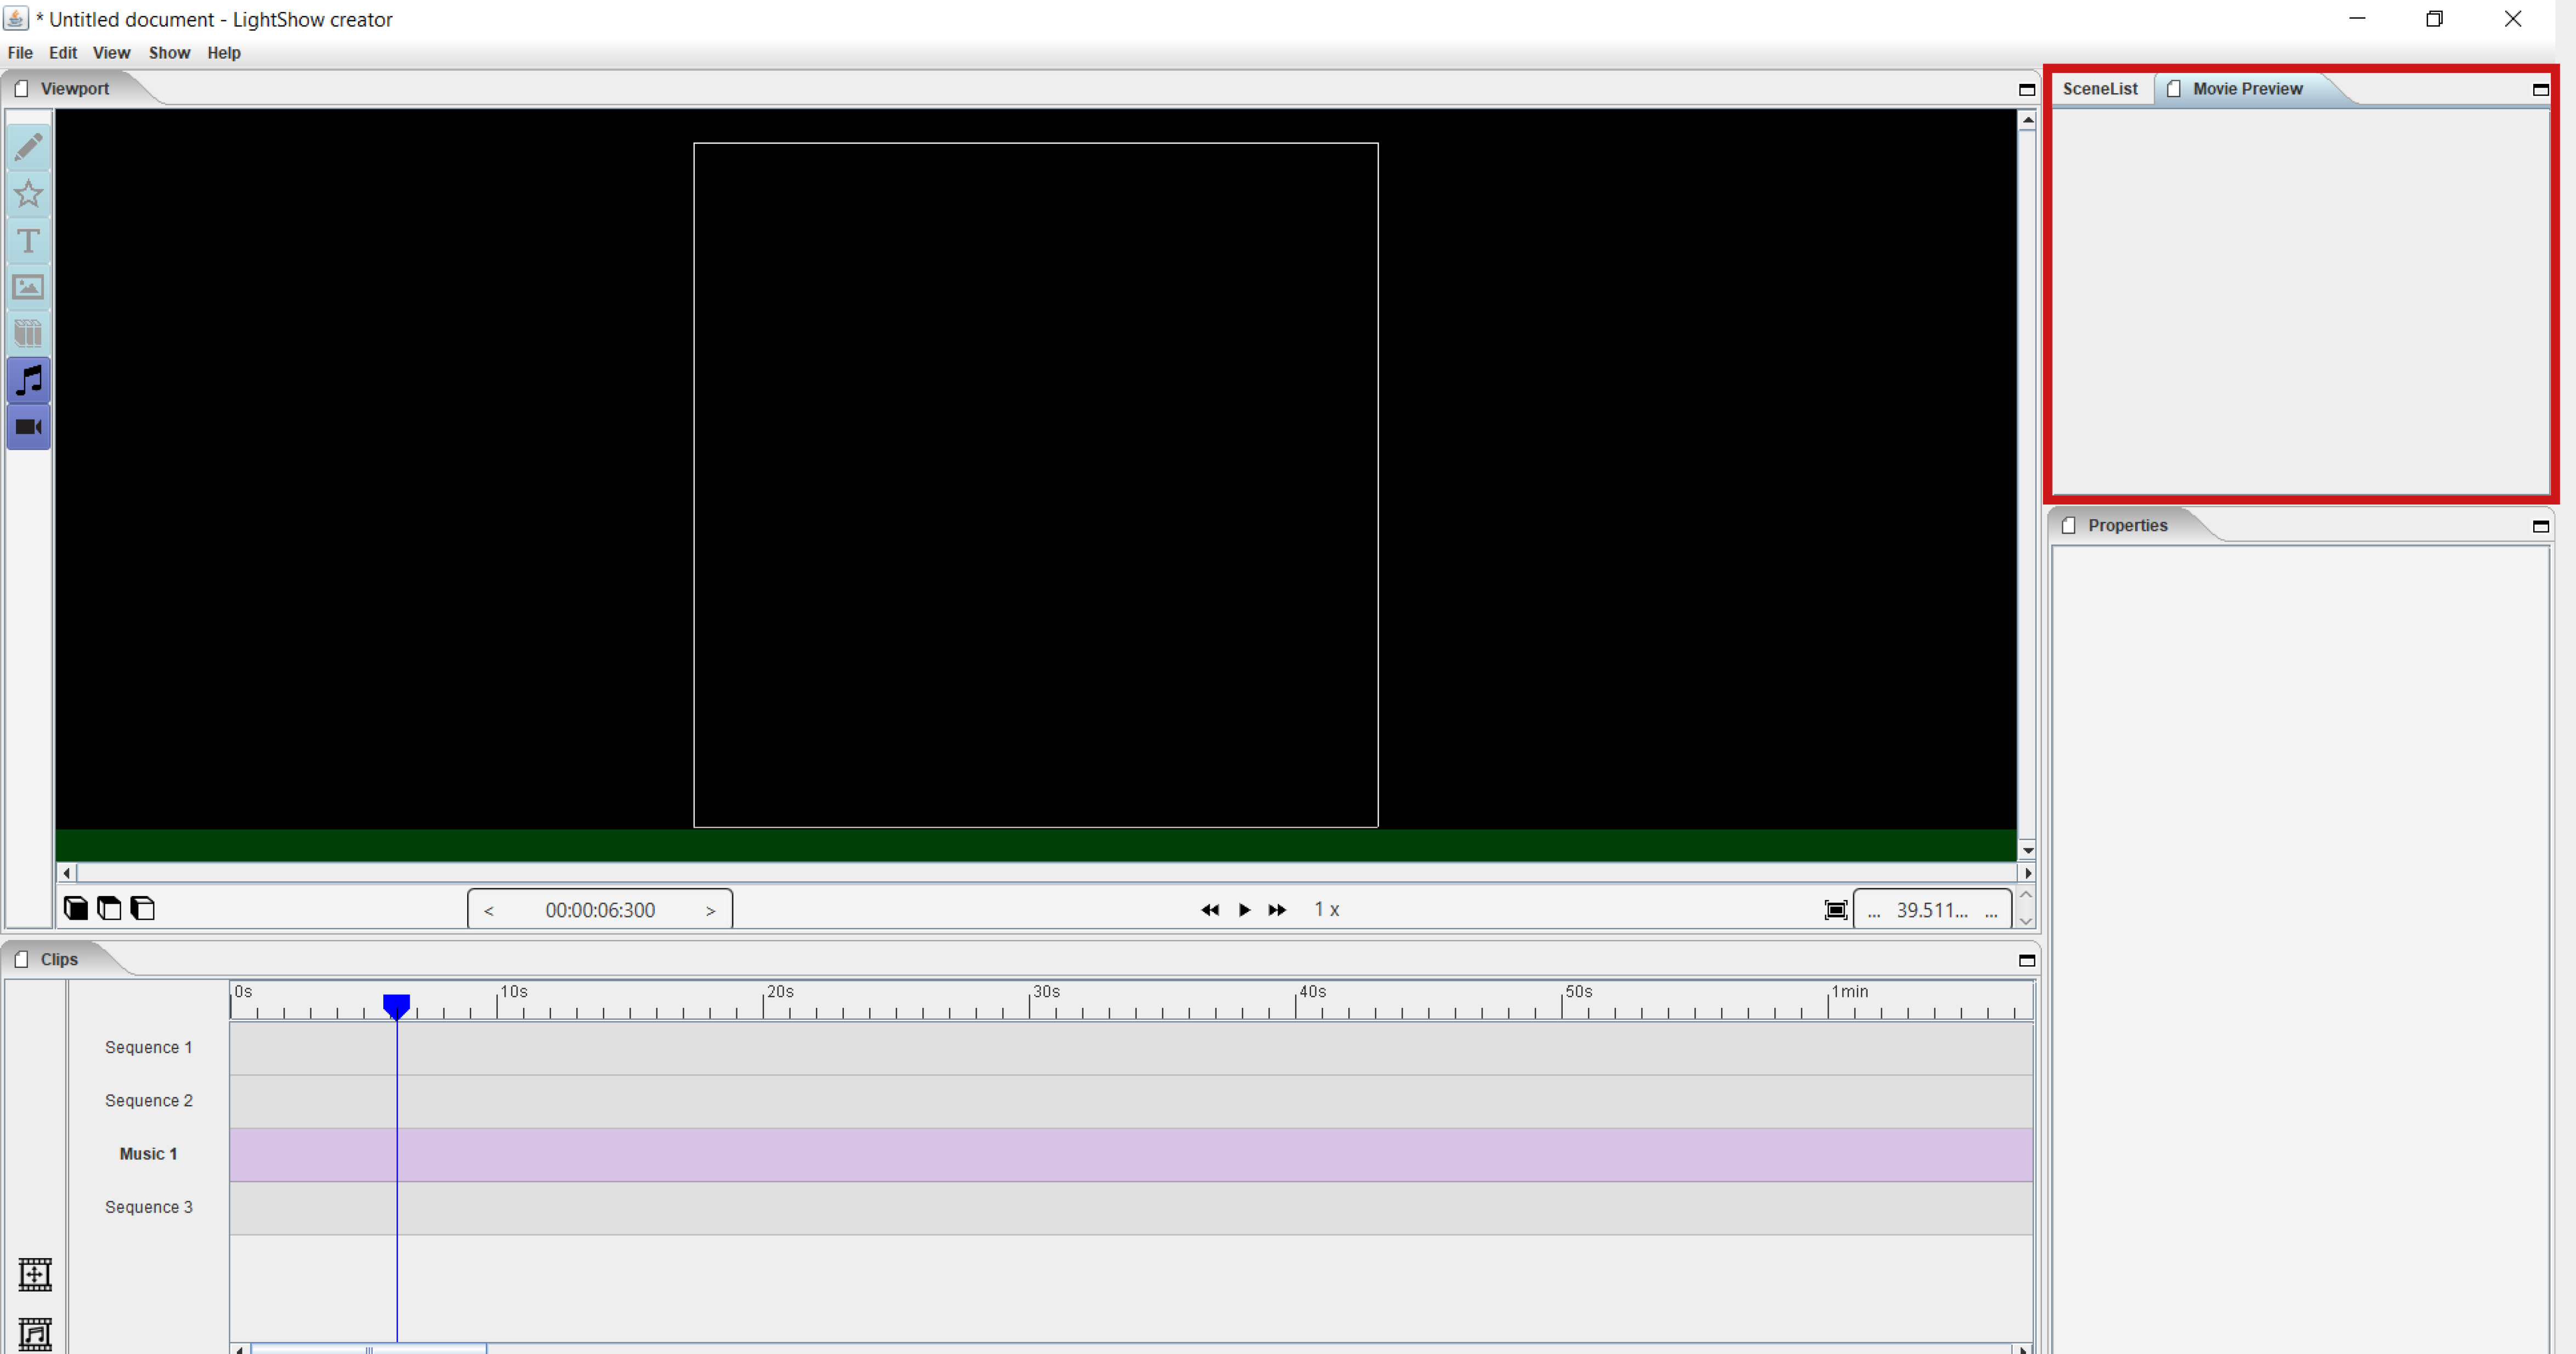 * Untitled document - LightShow creator
File Edit View Show Help
Viewport
SceneList Movie Preview
T
Properties
< 00:00:06:300 >
1 x
... 39.511... ...
Clips
0s 10s 20s 30s 40s 50s 1min
Sequence 1
Sequence 2
Music 1
Sequence 3